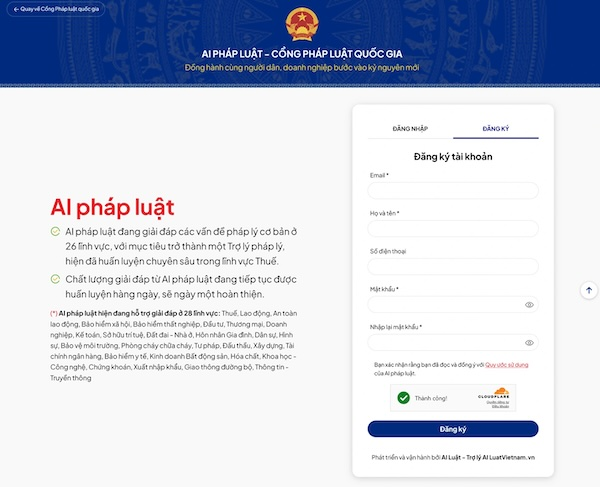 ← Quay về Cổng Pháp luật quốc gia
AI PHÁP LUẬT - CỔNG PHÁP LUẬT QUỐC GIA
Đồng hành cùng người dân, doanh nghiệp bước vào kỷ nguyên mới
AI pháp luật
AI pháp luật đang giải đáp các vấn đề pháp lý cơ bản ở
26 lĩnh vực, với mục tiêu trở thành một Trợ lý pháp lý,
hiện đã huấn luyện chuyên sâu trong lĩnh vực Thuế.
Chất lượng giải đáp từ AI pháp luật đang tiếp tục được
huấn luyện hàng ngày, sẽ ngày một hoàn thiện.
(*) AI pháp luật hiện đang hỗ trợ giải đáp ở 28 lĩnh vực: Thuế, Lao động, An toàn
lao động, Bảo hiểm xã hội, Bảo hiểm thất nghiệp, Đầu tư, Thương mại, Doanh
nghiệp, Kế toán, Sở hữu trí tuệ, Đất đai - Nhà ở, Hôn nhân Gia đình, Dân sự, Hình
sự, Bảo vệ môi trường, Phòng cháy chữa cháy, Tư pháp, Đấu thầu, Xây dựng, Tài
chính ngân hàng, Bảo hiểm y tế, Kinh doanh Bất động sản, Hóa chất, Khoa học -
Công nghệ, Chứng khoán, Xuất nhập khẩu, Giao thông đường bộ, Thông tin -
Truyền thông
ĐĂNG NHẬP
ĐĂNG KÝ
Đăng ký tài khoản
Email *
Họ và tên *
Số điện thoại
Mật khẩu *
Nhập lại mật khẩu *
Bạn xác nhận rằng bạn đã đọc và đồng ý với Quy ước sử dụng
của AI pháp luật.
Thành công!
CLOUDFLARE
Đăng ký
Phát triển và vận hành bởi AI Luật - Trợ lý AI LuatVietnam.vn